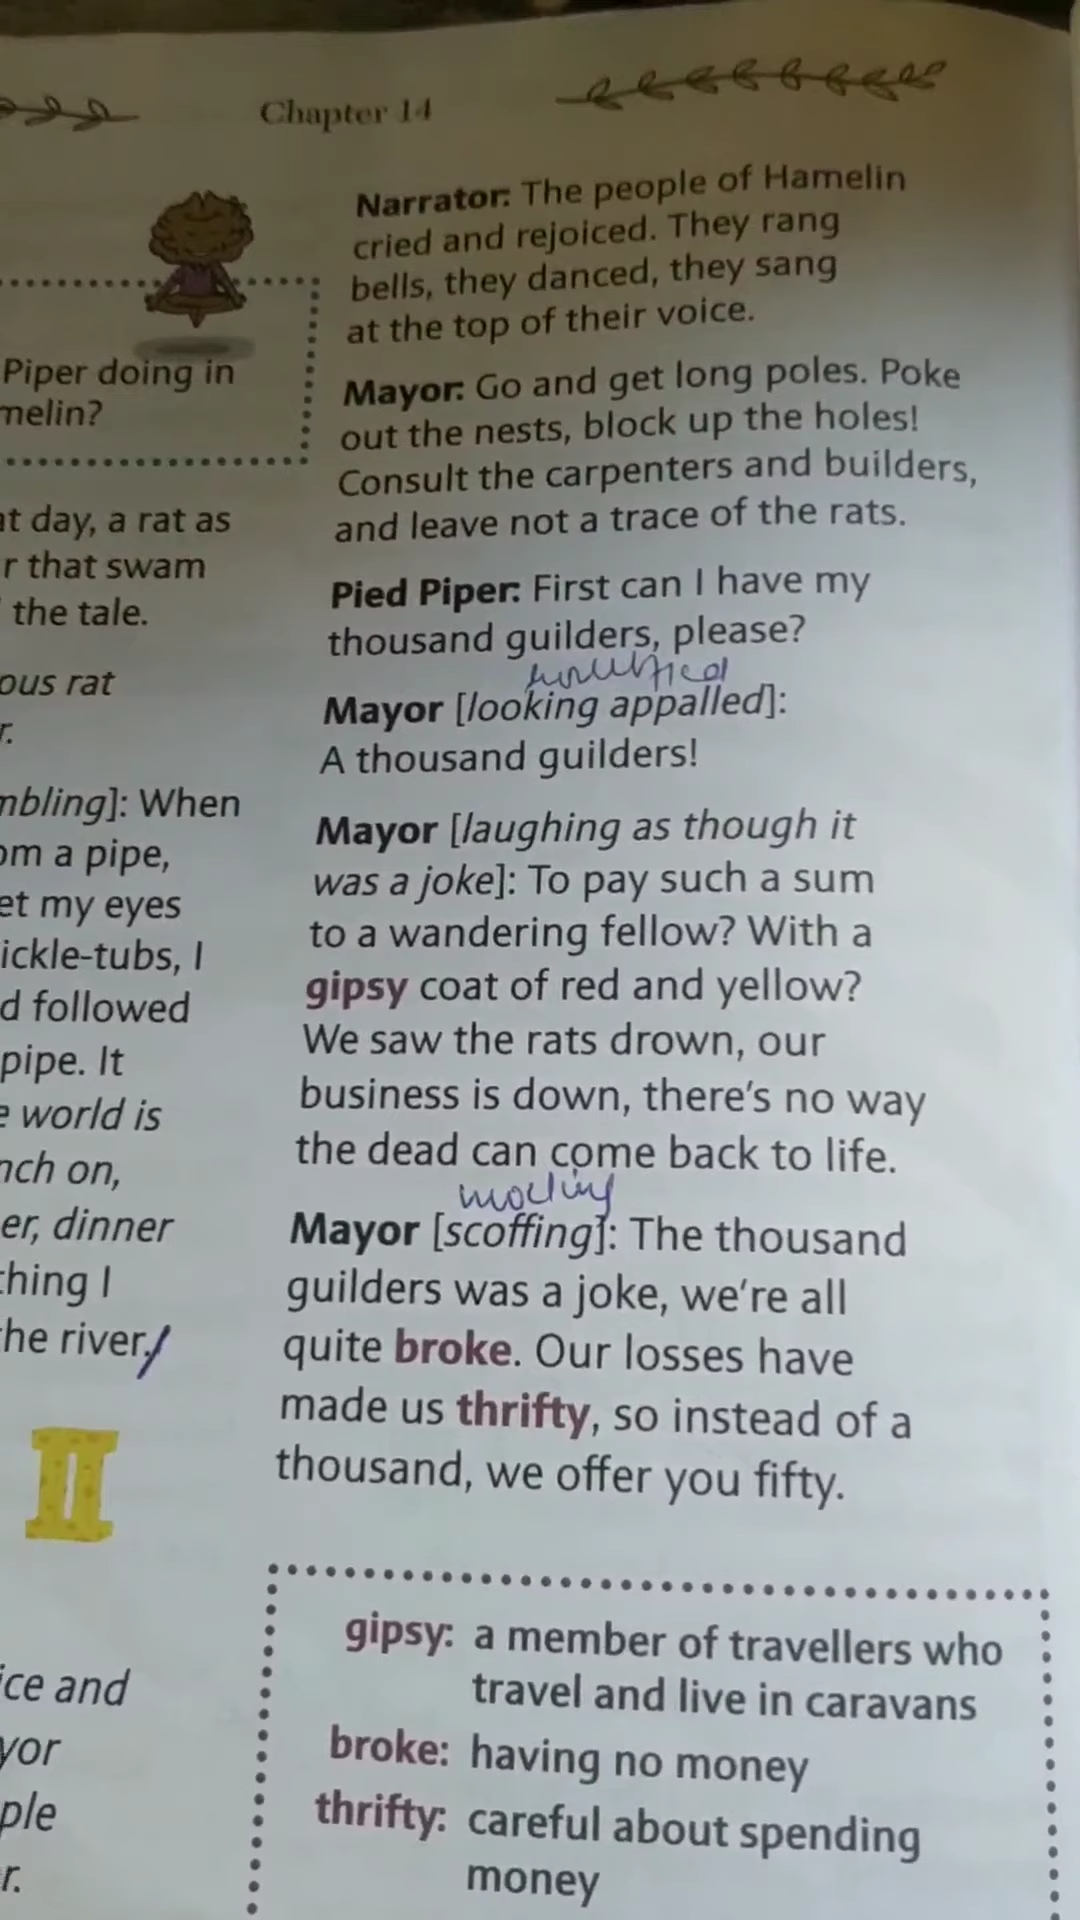 Chapter 14
Piper doing in
melin?
at day, a rat as
r that swam
the tale.
ous rat
r.
mbling]: When
om a pipe,
et my eyes
ickle-tubs, I
d followed
pipe. It
e world is
nch on,
er, dinner
thing I
he river./
II
ice and
yor
ple
r.
Narrator: The people of Hamelin
cried and rejoiced. They rang
bells, they danced, they sang
at the top of their voice.
Mayor: Go and get long poles. Poke
out the nests, block up the holes!
Consult the carpenters and builders,
and leave not a trace of the rats.
Pied Piper: First can I have my
thousand guilders, please?
Mayor [looking appalled]:
A thousand guilders!
Mayor [laughing as though it
was a joke]: To pay such a sum
to a wandering fellow? With a
gipsy coat of red and yellow?
We saw the rats drown, our
business is down, there's no way
the dead can come back to life.
mocking
Mayor [scoffing]: The thousand
guilders was a joke, we're all
quite broke. Our losses have
made us thrifty, so instead of a
thousand, we offer you fifty.
gipsy: a member of travellers who
travel and live in caravans
broke: having no money
thrifty: careful about spending
money